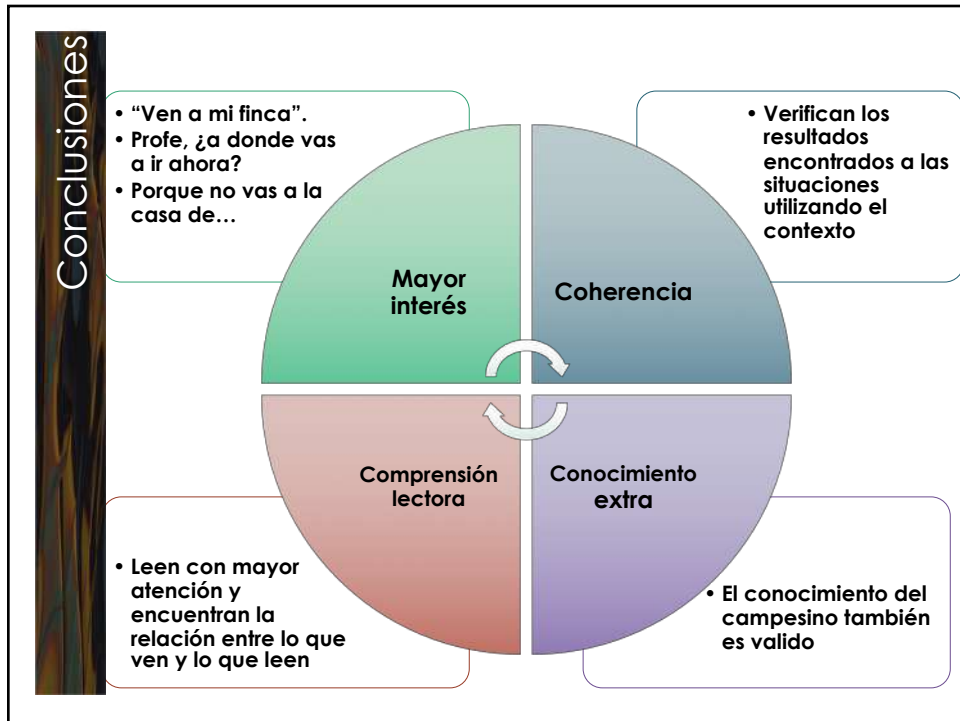 Conclusiones
• “Ven a mi finca”.
• Profe, ¿a donde vas
a ir ahora?
• Porque no vas a la
casa de…
• Verifican los
resultados
encontrados a las
situaciones
utilizando el
contexto
Mayor
interés
Coherencia
Comprensión
lectora
Conocimiento
extra
• Leen con mayor
atención y
encuentran la
relación entre lo que
ven y lo que leen
• El conocimiento del
campesino también
es valido